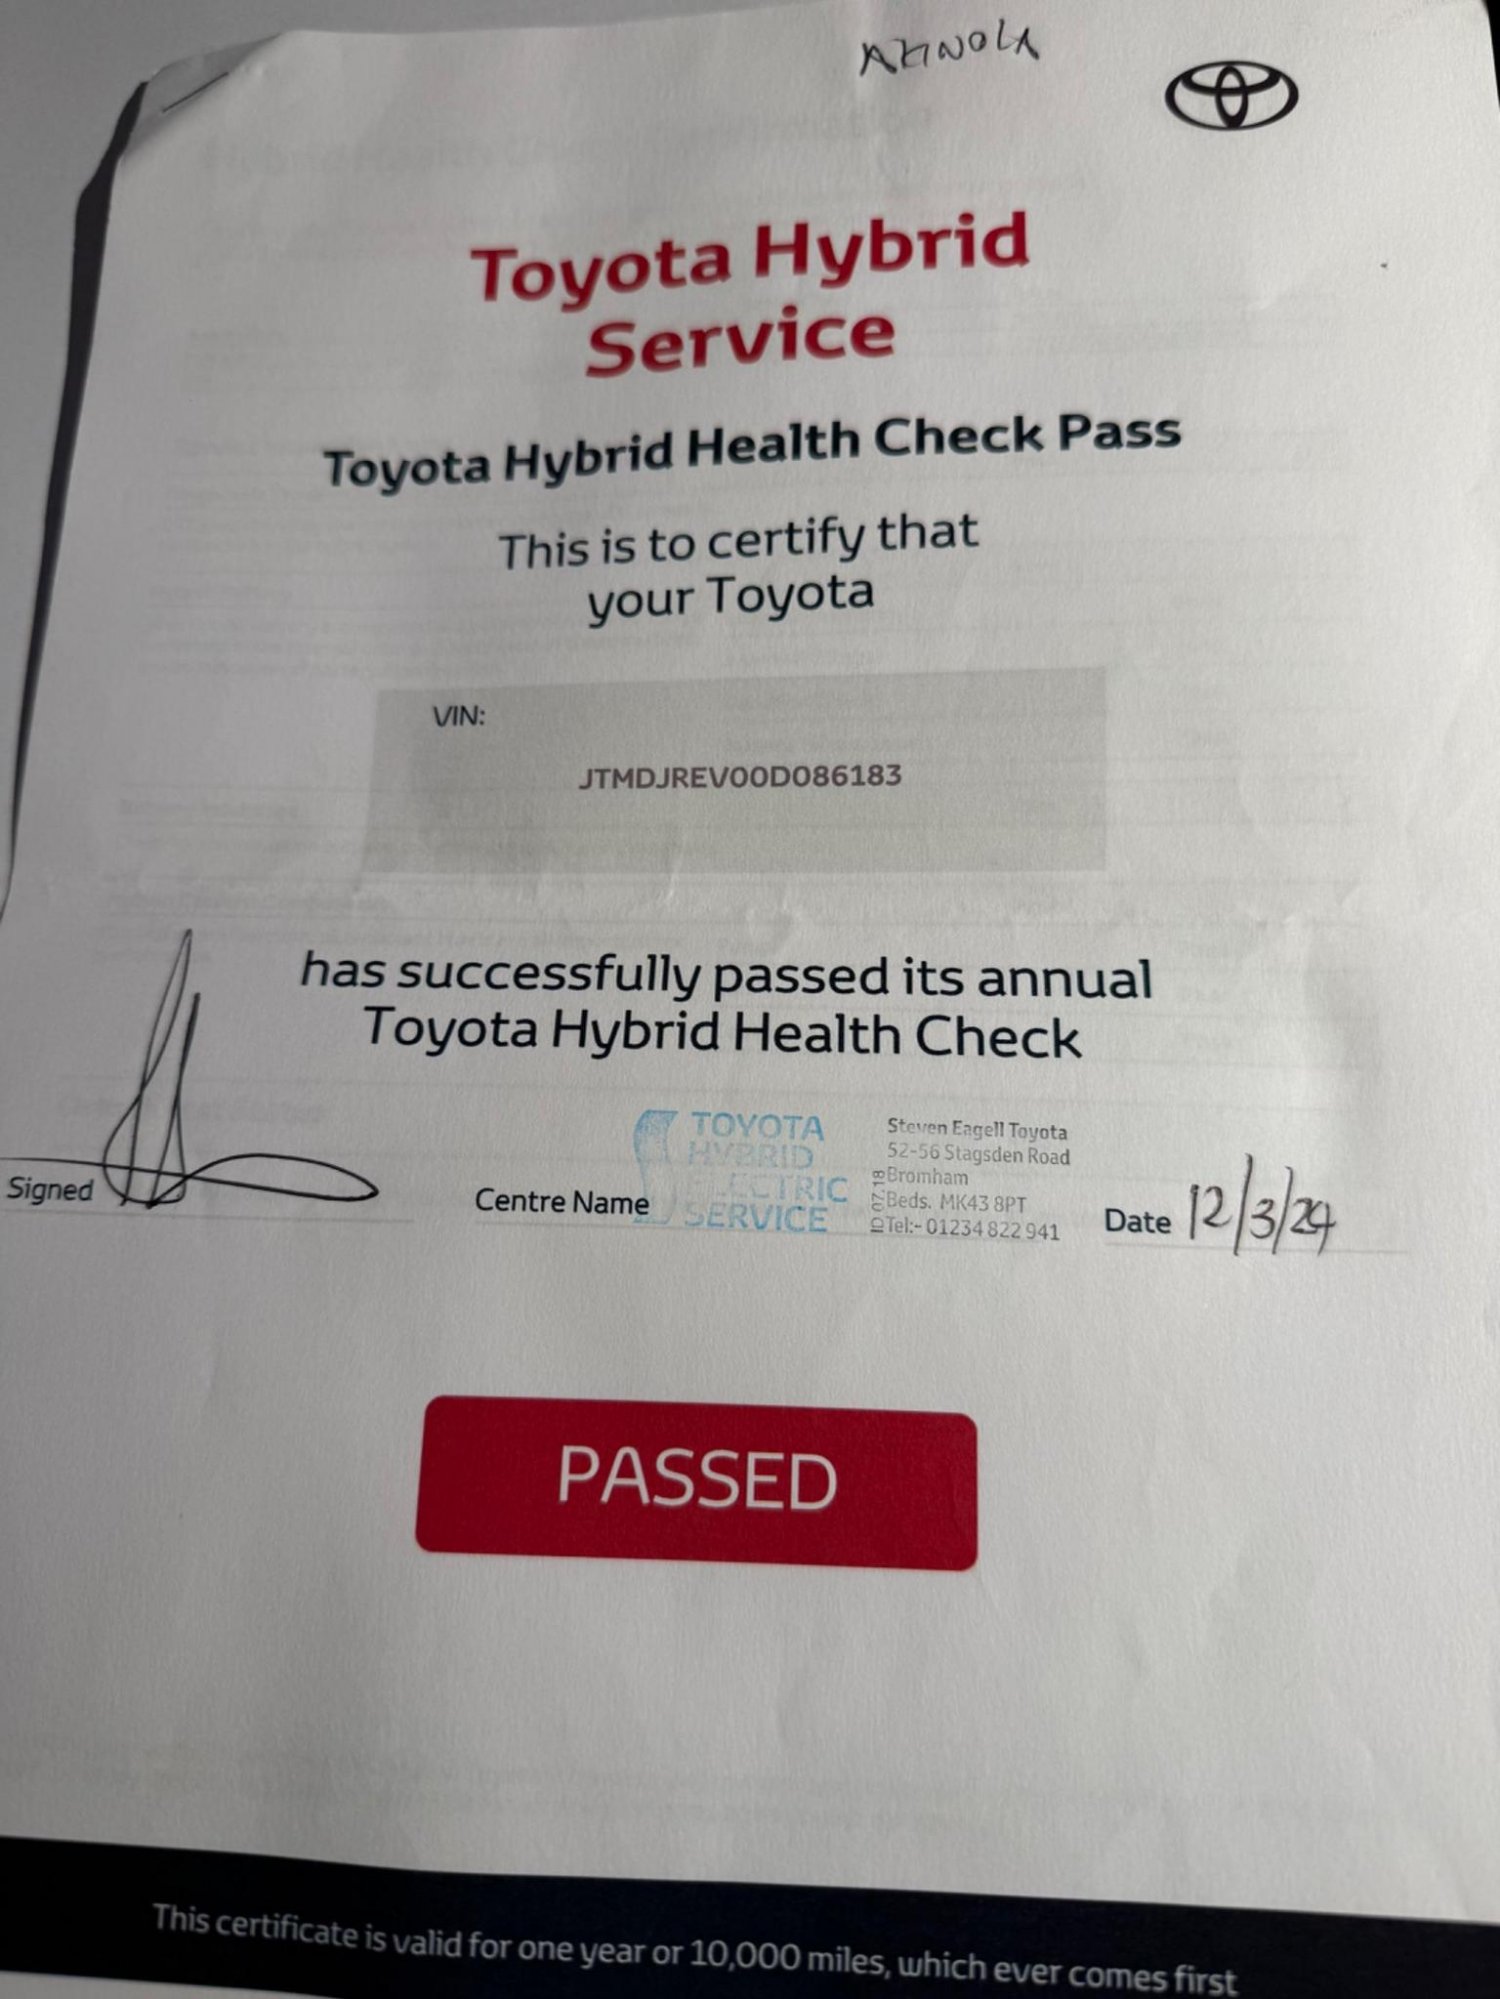 AKINOLA
Toyota Hybrid
Service
Toyota Hybrid Health Check Pass
This is to certify that
your Toyota
VIN:
JTMDJREV00D086183
has successfully passed its annual
Toyota Hybrid Health Check
Signed
Centre Name
TOYOTA
HYBRID
ELECTRIC
SERVICE
Steven Eagell Toyota
52-56 Stagsden Road
Bromham
Beds. MK43 8PT
Tel:- 01234 822 941
Date 12/3/24
PASSED
This certificate is valid for one year or 10,000 miles, which ever comes first